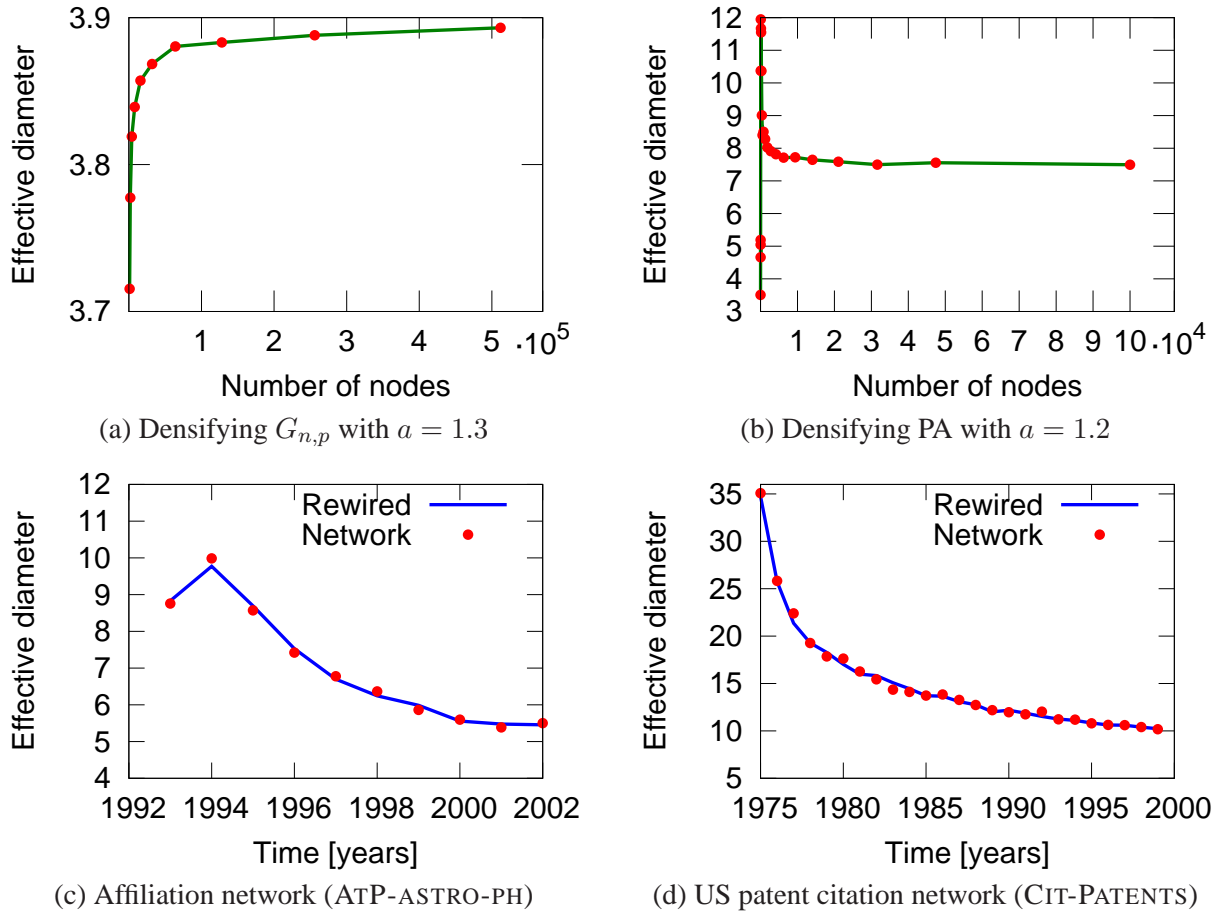 3.9
3.8
3.7
Effective diameter
1 2 3 4 5 ·10⁵
Number of nodes
(a) Densifying Gₙ,ₚ with a = 1.3
12
11
10
9
8
7
6
5
4
3
Effective diameter
1 2 3 4 5 6 7 8 9 10 ·10⁴
Number of nodes
(b) Densifying PA with a = 1.2
12
11
10
9
8
7
6
5
4
Effective diameter
Rewired
Network
1992 1994 1996 1998 2000 2002
Time [years]
(c) Affiliation network (ATP-ASTRO-PH)
35
30
25
20
15
10
5
Effective diameter
Rewired
Network
1975 1980 1985 1990 1995 2000
Time [years]
(d) US patent citation network (CIT-PATENTS)